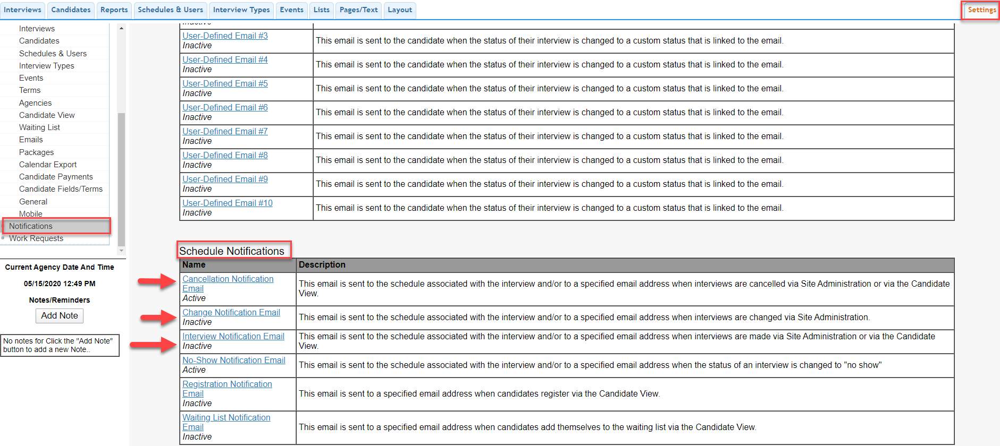 Interviews
Candidates
Reports
Schedules & Users
Interview Types
Events
Lists
Pages/Text
Layout
Settings
Interviews
Candidates
Schedules & Users
Interview Types
Events
Terms
Agencies
Candidate View
Waiting List
Emails
Packages
Calendar Export
Candidate Payments
Candidate Fields/Terms
General
Mobile
Notifications
Work Requests
Current Agency Date And Time
05/15/2020 12:49 PM
Notes/Reminders
Add Note
No notes for Click the "Add Note"
button to add a new Note..
Inactive
User-Defined Email #3
Inactive
This email is sent to the candidate when the status of their interview is changed to a custom status that is linked to the email.
User-Defined Email #4
Inactive
This email is sent to the candidate when the status of their interview is changed to a custom status that is linked to the email.
User-Defined Email #5
Inactive
This email is sent to the candidate when the status of their interview is changed to a custom status that is linked to the email.
User-Defined Email #6
Inactive
This email is sent to the candidate when the status of their interview is changed to a custom status that is linked to the email.
User-Defined Email #7
Inactive
This email is sent to the candidate when the status of their interview is changed to a custom status that is linked to the email.
User-Defined Email #8
Inactive
This email is sent to the candidate when the status of their interview is changed to a custom status that is linked to the email.
User-Defined Email #9
Inactive
This email is sent to the candidate when the status of their interview is changed to a custom status that is linked to the email.
User-Defined Email #10
Inactive
This email is sent to the candidate when the status of their interview is changed to a custom status that is linked to the email.
Schedule Notifications
Name
Description
Cancellation Notification
Email
Active
This email is sent to the schedule associated with the interview and/or to a specified email address when interviews are cancelled via Site Administration or via the Candidate
View.
Change Notification Email
Inactive
This email is sent to the schedule associated with the interview and/or to a specified email address when interviews are changed via Site Administration.
Interview Notification Email
Inactive
This email is sent to the schedule associated with the interview and/or to a specified email address when interviews are made via Site Administration or via the Candidate
View.
No-Show Notification Email
Active
This email is sent to the schedule associated with the interview and/or to a specified email address when the status of an interview is changed to "no show"
Registration Notification
Email
Inactive
This email is sent to a specified email address when candidates register via the Candidate View.
Waiting List Notification
Email
Inactive
This email is sent to a specified email address when candidates add themselves to the waiting list via the Candidate View.